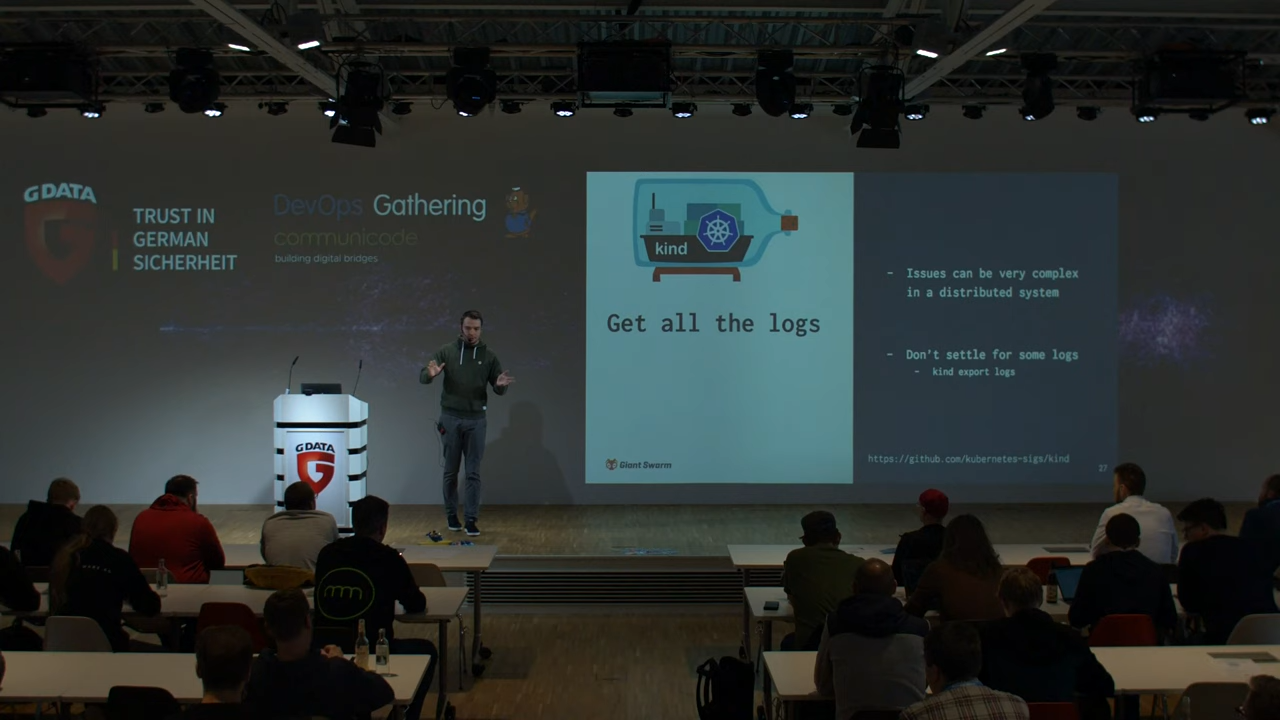 G DATA
TRUST IN
GERMAN
SICHERHEIT
DevOps Gathering
communicode
building digital bridges
kind
Get all the logs
Giant Swarm
- Issues can be very complex
in a distributed system
- Don't settle for some logs
- kind export logs
https://github.com/kubernetes-sigs/kind
37
G DATA